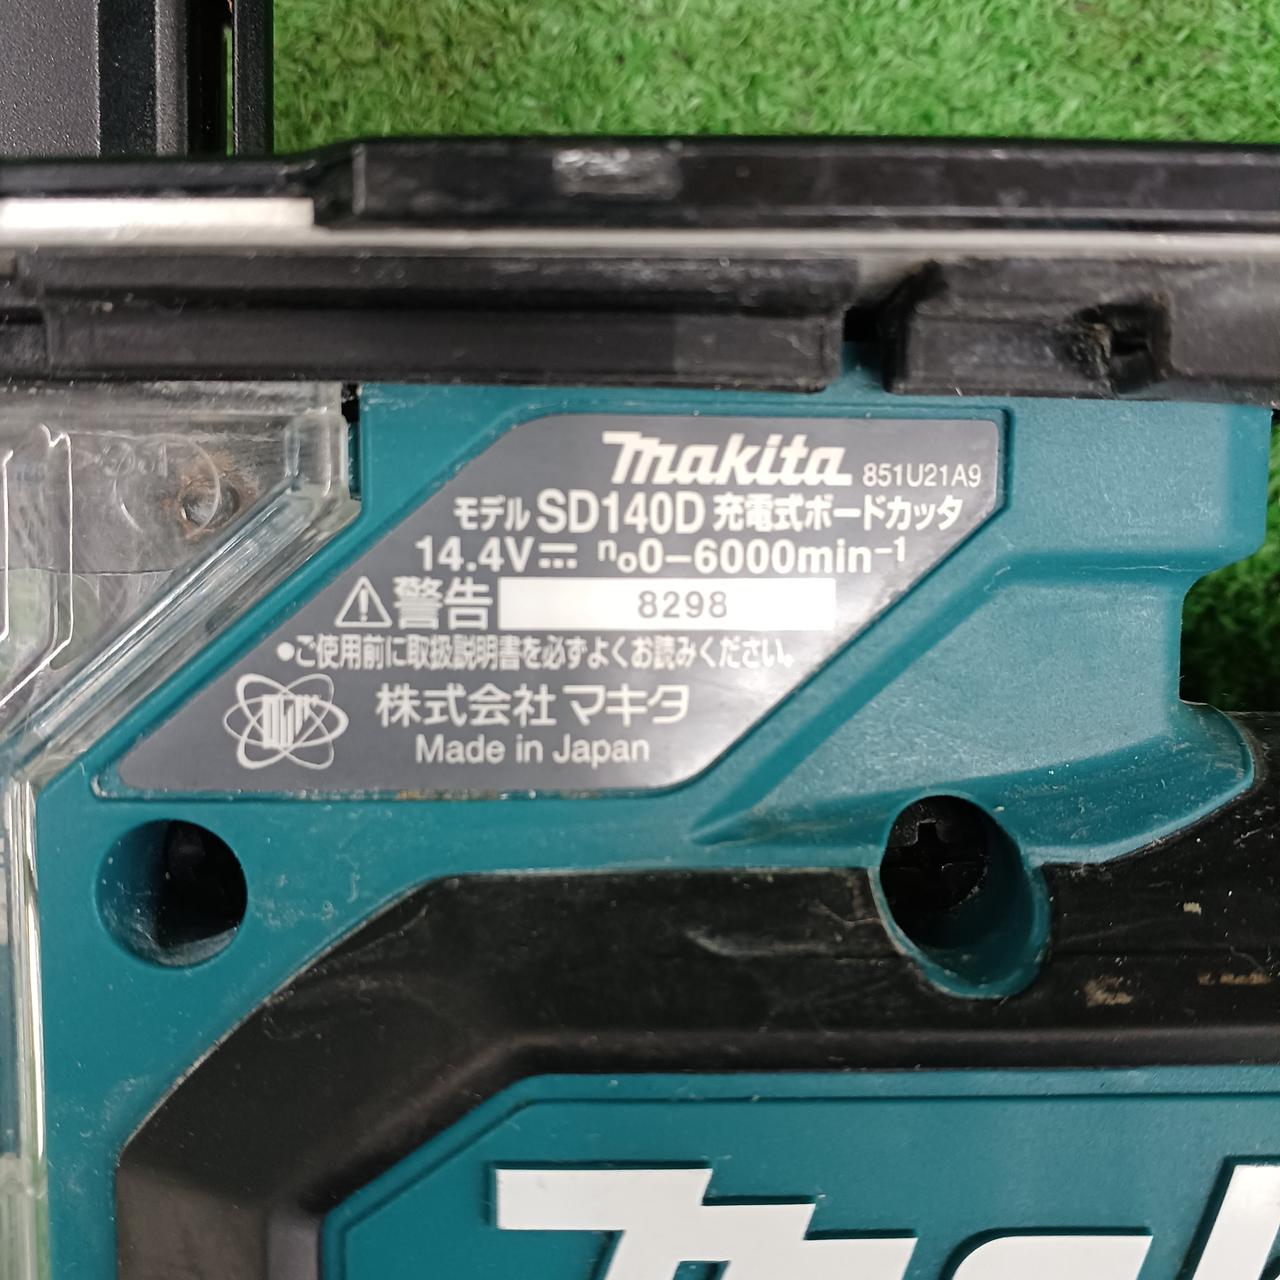 makita 851U21A9
モデル SD140D 充電式ボードカッタ
14.4V⎓ n₀0-6000min⁻¹
⚠警告 8298
●ご使用前に取扱説明書を必ずよくお読みください。
株式会社マキタ
Made in Japan